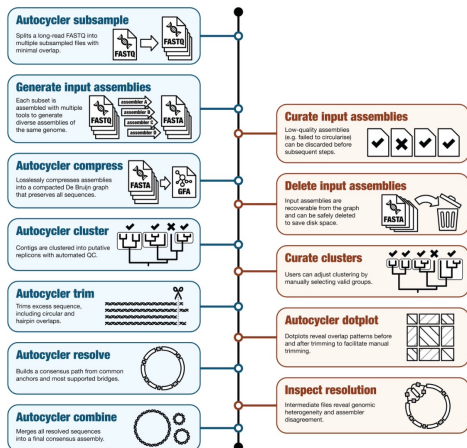 Autocycler subsample
Splits a long-read FASTQ into
multiple subsampled files with
minimal overlap.
FASTQ
FASTQ
Generate input assemblies
Each subset is
assembled with multiple
tools to generate
diverse assemblies of
the same genome.
FASTQ
assembler A
assembler B
assembler C
assembler D
FASTA
Curate input assemblies
Low-quality assemblies
(e.g. failed to circularise)
can be discarded before
subsequent steps.
Autocycler compress
Losslessly compresses assemblies
into a compacted De Bruijn graph
that preserves all sequences.
FASTA
GFA
Delete input assemblies
Input assemblies are
recoverable from the graph
and can be safely deleted
to save disk space.
FASTA
Autocycler cluster
Contigs are clustered into putative
replicons with automated QC.
Curate clusters
Users can adjust clustering by
manually selecting valid groups.
Autocycler trim
Trims excess sequence,
including circular and
hairpin overlaps.
Autocycler dotplot
Dotplots reveal overlap patterns before
and after trimming to facilitate manual
trimming.
Autocycler resolve
Builds a consensus path from common
anchors and most supported bridges.
Inspect resolution
Intermediate files reveal genomic
heterogeneity and assembler
disagreement.
Autocycler combine
Merges all resolved sequences
into a final consensus assembly.